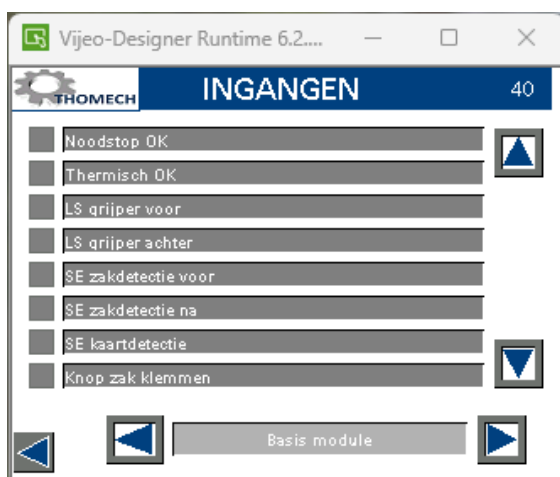 Vijeo-Designer Runtime 6.2....
THOMECH
INGANGEN
40
Noodstop OK
Thermisch OK
LS grijper voor
LS grijper achter
SE zakdetectie voor
SE zakdetectie na
SE kaartdetectie
Knop zak klemmen
Basis module